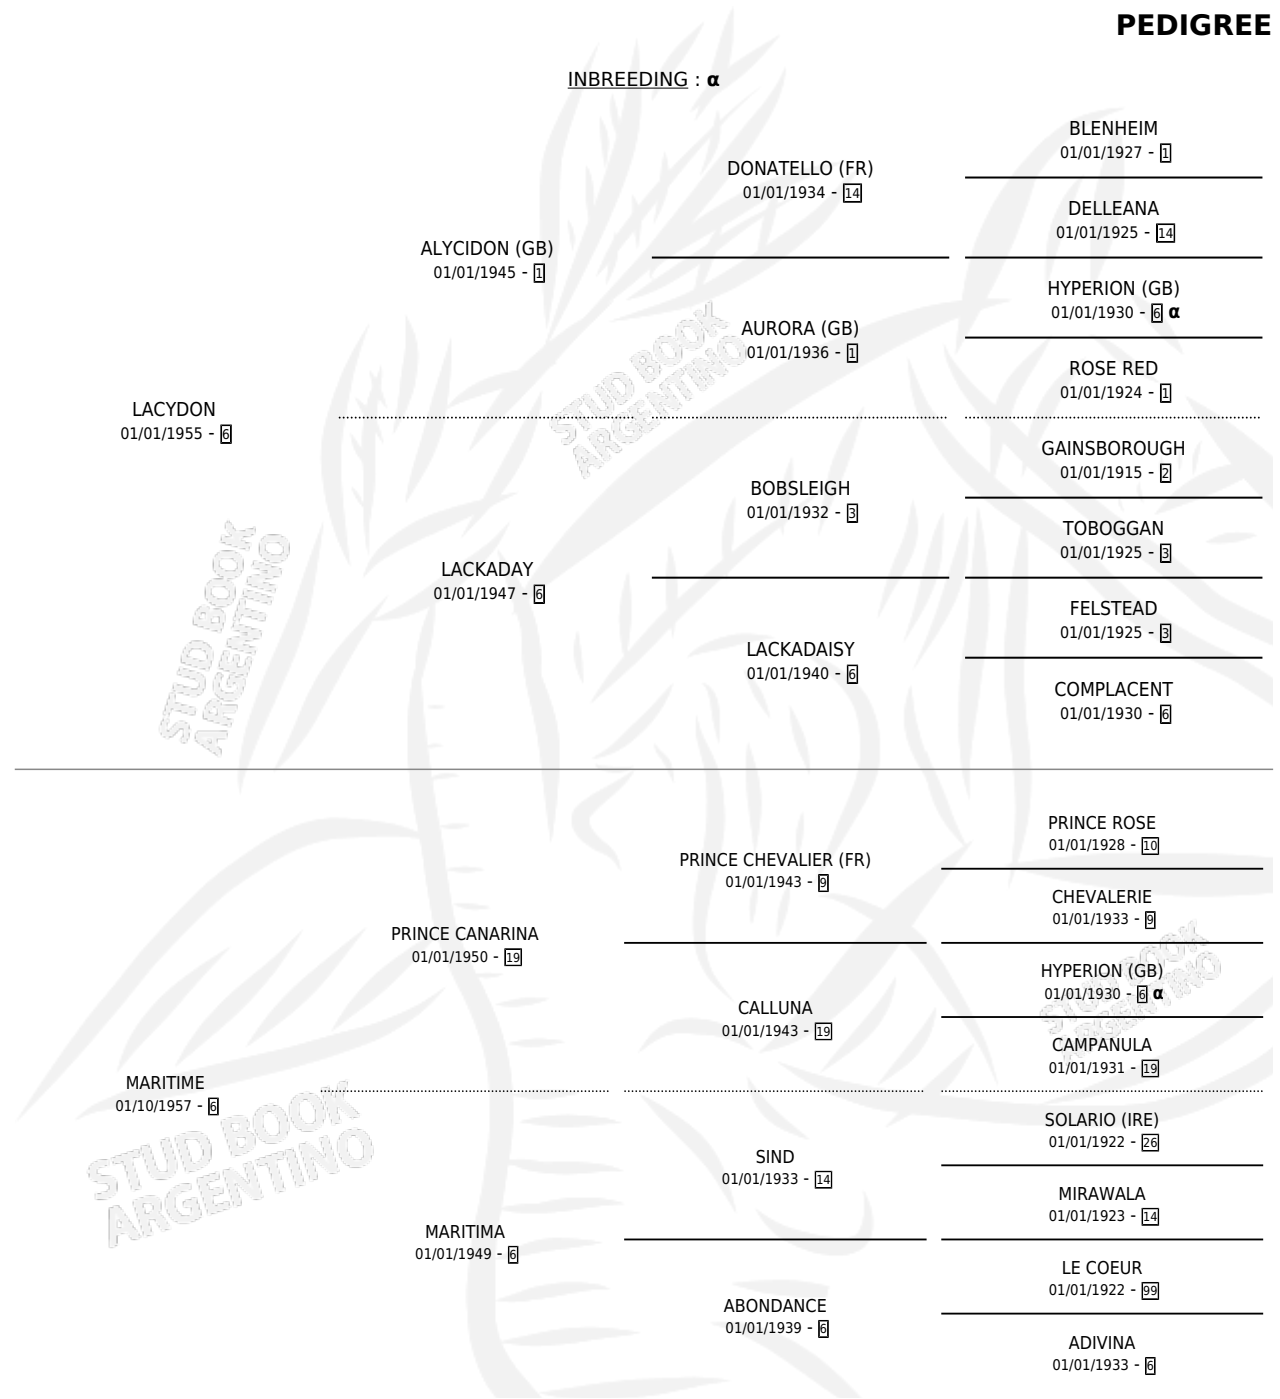 PEDIGREE
INBREEDING : α
BLENHEIM
01/01/1927 - 1
DONATELLO (FR)
01/01/1934 - 14
DELLEANA
01/01/1925 - 14
ALYCIDON (GB)
01/01/1945 - 1
HYPERION (GB)
01/01/1930 - 6 α
AURORA (GB)
01/01/1936 - 1
ROSE RED
01/01/1924 - 1
LACYDON
01/01/1955 - 6
GAINSBOROUGH
01/01/1915 - 2
BOBSLEIGH
01/01/1932 - 3
TOBOGGAN
01/01/1925 - 3
LACKADAY
01/01/1947 - 6
FELSTEAD
01/01/1925 - 3
LACKADAISY
01/01/1940 - 6
COMPLACENT
01/01/1930 - 6
PRINCE ROSE
01/01/1928 - 10
PRINCE CHEVALIER (FR)
01/01/1943 - 9
CHEVALERIE
01/01/1933 - 9
PRINCE CANARINA
01/01/1950 - 19
HYPERION (GB)
01/01/1930 - 6 α
CALLUNA
01/01/1943 - 19
CAMPANULA
01/01/1931 - 19
MARITIME
01/10/1957 - 6
SOLARIO (IRE)
01/01/1922 - 26
SIND
01/01/1933 - 14
MIRAWALA
01/01/1923 - 14
MARITIMA
01/01/1949 - 6
LE COEUR
01/01/1922 - 99
ABONDANCE
01/01/1939 - 6
ADIVINA
01/01/1933 - 6
STUD BOOK
ARGENTINO
STUD BOOK
ARGENTINO
STUD BOOK
ARGENTINO
STUD BOOK
ARGENTINO